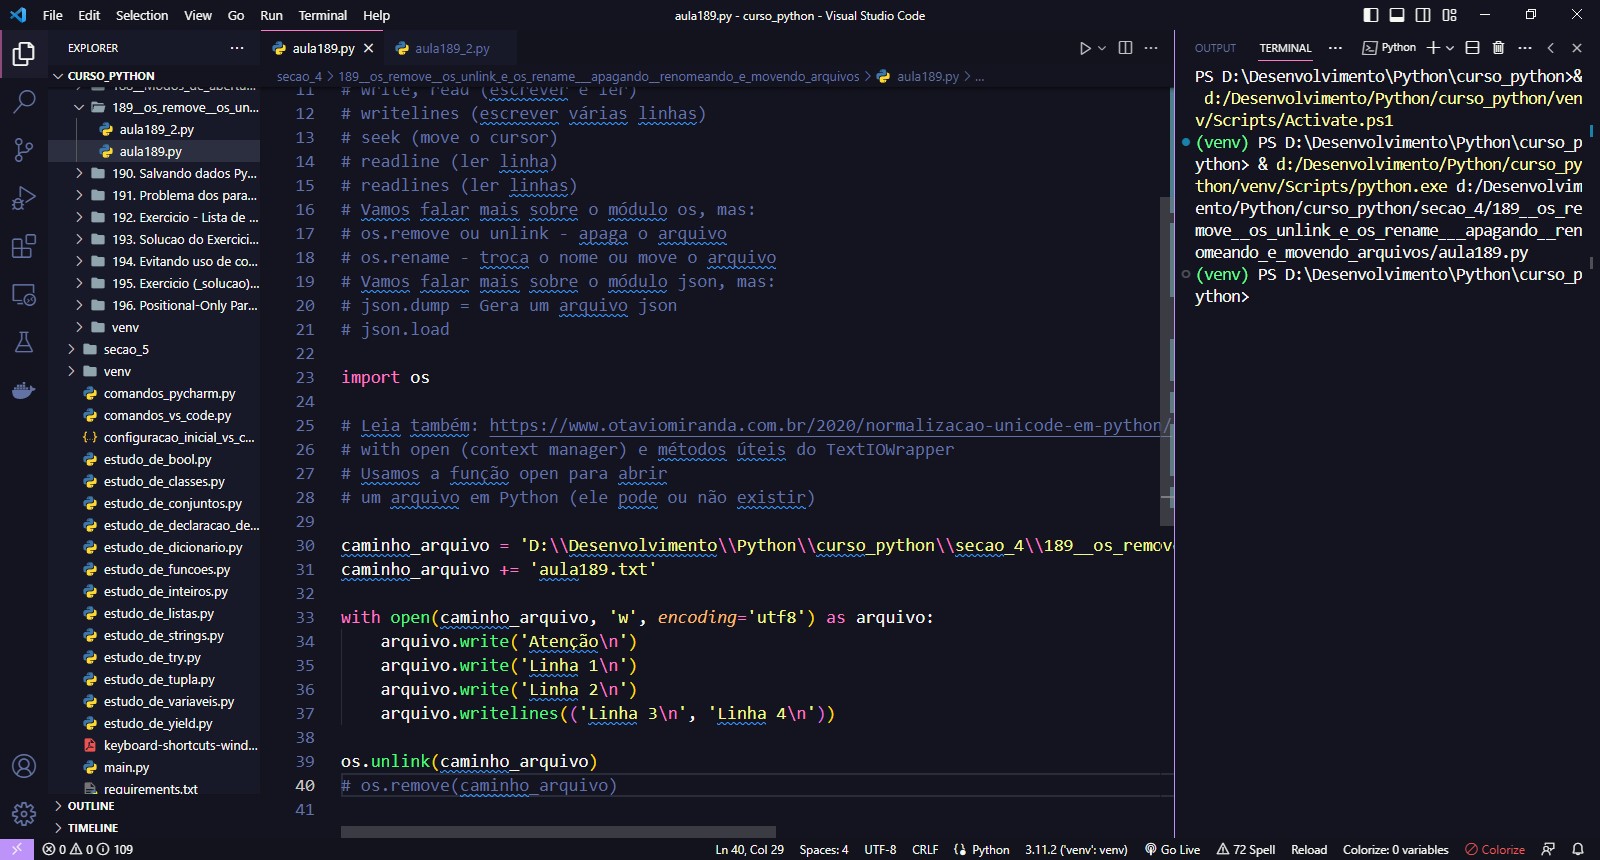 File Edit Selection View Go Run Terminal Help
aula189.py - curso_python - Visual Studio Code
EXPLORER
CURSO_PYTHON
189__os_remove__os_un...
aula189_2.py
aula189.py
190. Salvando dados Py...
191. Problema dos para...
192. Exercicio - Lista de ...
193. Solucao do Exercici...
194. Evitando uso de co...
195. Exercicio (_solucao)...
196. Positional-Only Par...
venv
secao_5
venv
comandos_pycharm.py
comandos_vs_code.py
configuracao_inicial_vs_c...
estudo_de_bool.py
estudo_de_classes.py
estudo_de_conjuntos.py
estudo_de_declaracao_de...
estudo_de_dicionario.py
estudo_de_funcoes.py
estudo_de_inteiros.py
estudo_de_listas.py
estudo_de_strings.py
estudo_de_try.py
estudo_de_tupla.py
estudo_de_variaveis.py
estudo_de_yield.py
keyboard-shortcuts-wind...
main.py
requirements.txt
OUTLINE
TIMELINE
aula189.py aula189_2.py
secao_4 > 189__os_remove__os_unlink_e_os_rename___apagando__renomeando_e_movendo_arquivos > aula189.py > ...
11 # write, read (escrever e ler)
12 # writelines (escrever várias linhas)
13 # seek (move o cursor)
14 # readline (ler linha)
15 # readlines (ler linhas)
16 # Vamos falar mais sobre o módulo os, mas:
17 # os.remove ou unlink - apaga o arquivo
18 # os.rename - troca o nome ou move o arquivo
19 # Vamos falar mais sobre o módulo json, mas:
20 # json.dump = Gera um arquivo json
21 # json.load
22
23 import os
24
25 # Leia também: https://www.otaviomiranda.com.br/2020/normalizacao-unicode-em-python/
26 # with open (context manager) e métodos úteis do TextIOWrapper
27 # Usamos a função open para abrir
28 # um arquivo em Python (ele pode ou não existir)
29
30 caminho_arquivo = 'D:\\Desenvolvimento\\Python\\curso_python\\secao_4\\189__os_remov
31 caminho_arquivo += 'aula189.txt'
32
33 with open(caminho_arquivo, 'w', encoding='utf8') as arquivo:
34 arquivo.write('Atenção\n')
35 arquivo.write('Linha 1\n')
36 arquivo.write('Linha 2\n')
37 arquivo.writelines(('Linha 3\n', 'Linha 4\n'))
38
39 os.unlink(caminho_arquivo)
40 # os.remove(caminho_arquivo)
41
OUTPUT TERMINAL Python
PS D:\Desenvolvimento\Python\curso_python>&
d:/Desenvolvimento/Python/curso_python/ven
v/Scripts/Activate.ps1
(venv) PS D:\Desenvolvimento\Python\curso_p
ython> & d:/Desenvolvimento/Python/curso_py
thon/venv/Scripts/python.exe d:/Desenvolvim
ento/Python/curso_python/secao_4/189__os_re
move__os_unlink_e_os_rename___apagando__ren
omeando_e_movendo_arquivos/aula189.py
(venv) PS D:\Desenvolvimento\Python\curso_p
ython>
0 0 109
Ln 40, Col 29 Spaces: 4 UTF-8 CRLF Python 3.11.2 ('venv': venv) Go Live 72 Spell Reload Colorize: 0 variables Colorize